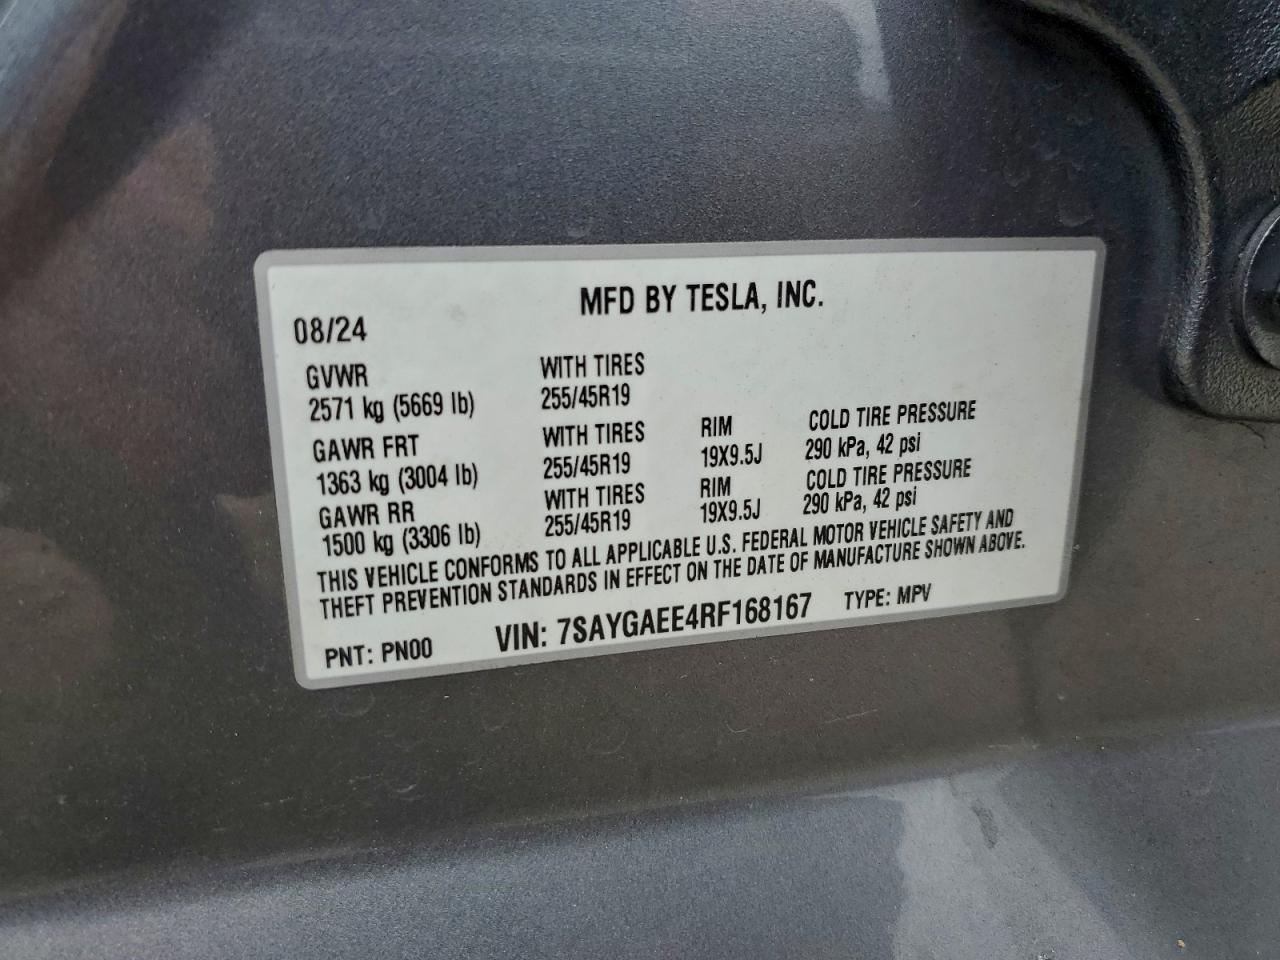 MFD BY TESLA, INC.
08/24
GVWR WITH TIRES
2571 kg (5669 lb) 255/45R19
GAWR FRT WITH TIRES RIM COLD TIRE PRESSURE
1363 kg (3004 lb) 255/45R19 19X9.5J 290 kPa, 42 psi
GAWR RR WITH TIRES RIM COLD TIRE PRESSURE
1500 kg (3306 lb) 255/45R19 19X9.5J 290 kPa, 42 psi
THIS VEHICLE CONFORMS TO ALL APPLICABLE U.S. FEDERAL MOTOR VEHICLE SAFETY AND
THEFT PREVENTION STANDARDS IN EFFECT ON THE DATE OF MANUFACTURE SHOWN ABOVE.
PNT: PN00 VIN: 7SAYGAEE4RF168167 TYPE: MPV